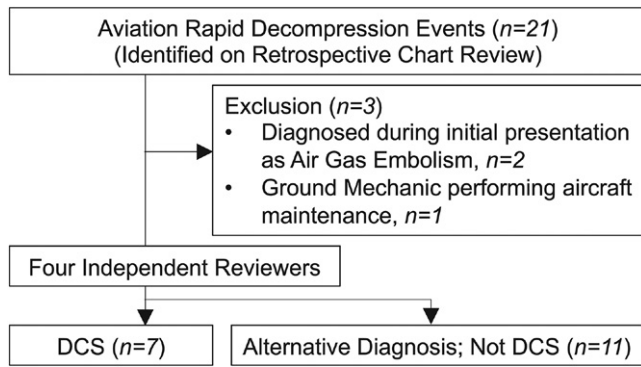 Aviation Rapid Decompression Events (n=21)
(Identified on Retrospective Chart Review)
Exclusion (n=3)
• Diagnosed during initial presentation
as Air Gas Embolism, n=2
• Ground Mechanic performing aircraft
maintenance, n=1
Four Independent Reviewers
DCS (n=7)
Alternative Diagnosis; Not DCS (n=11)